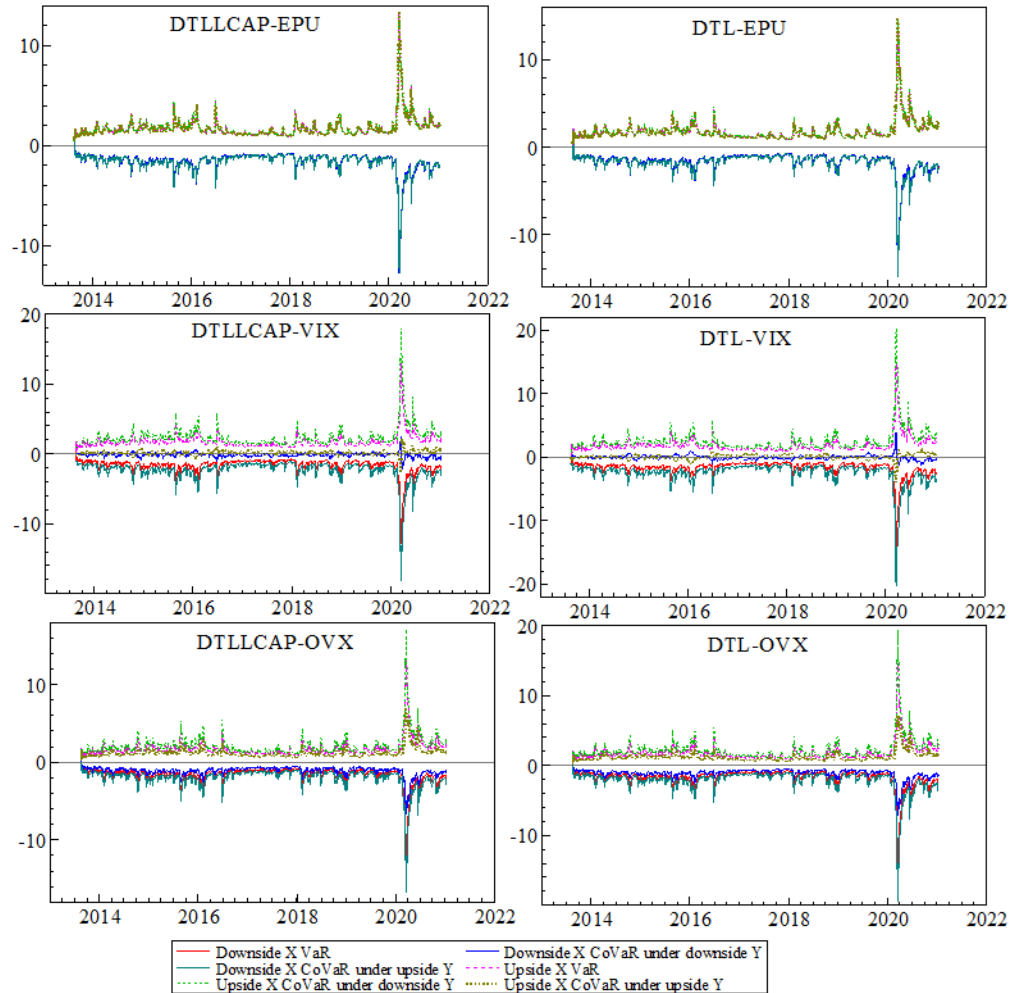 DTLLCAP-EPU
10
0
-10
2014 2016 2018 2020 2022
DTL-EPU
10
0
-10
2014 2016 2018 2020 2022
DTLLCAP-VIX
20
10
0
-10
2014 2016 2018 2020 2022
DTL-VIX
20
10
0
-10
-20
2014 2016 2018 2020 2022
DTLLCAP-OVX
10
0
-10
2014 2016 2018 2020 2022
DTL-OVX
20
10
0
-10
2014 2016 2018 2020 2022
Downside X VaR Downside X CoVaR under downside Y
Downside X CoVaR under upside Y Upside X VaR
Upside X CoVaR under downside Y Upside X CoVaR under upside Y